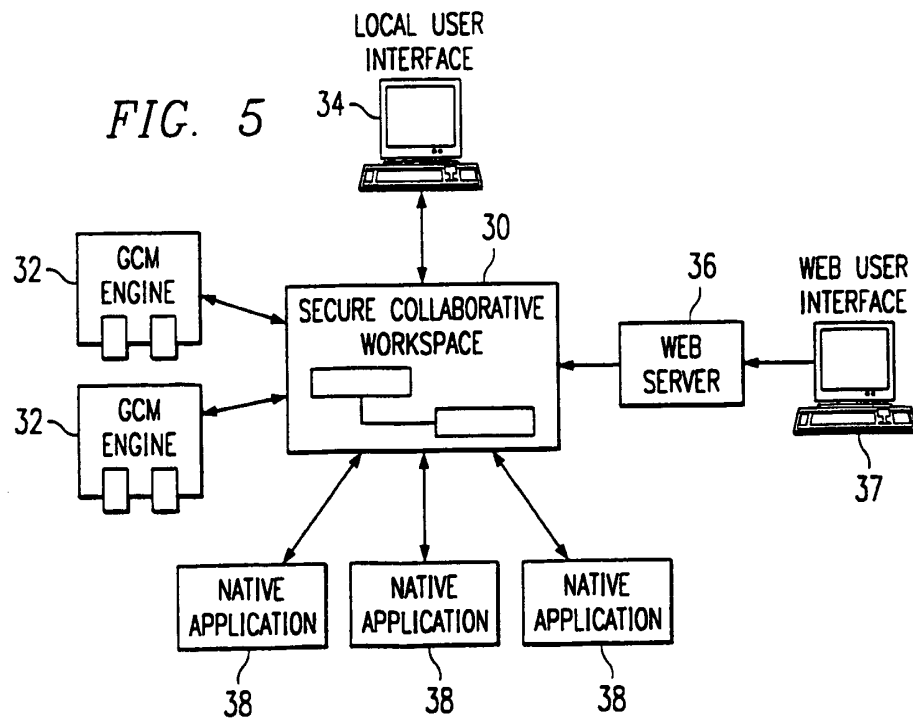 LOCAL USER
INTERFACE
FIG. 5
34
30
32
GCM
ENGINE
SECURE COLLABORATIVE
WORKSPACE
36
WEB
SERVER
WEB USER
INTERFACE
37
32
GCM
ENGINE
NATIVE
APPLICATION
NATIVE
APPLICATION
NATIVE
APPLICATION
38
38
38